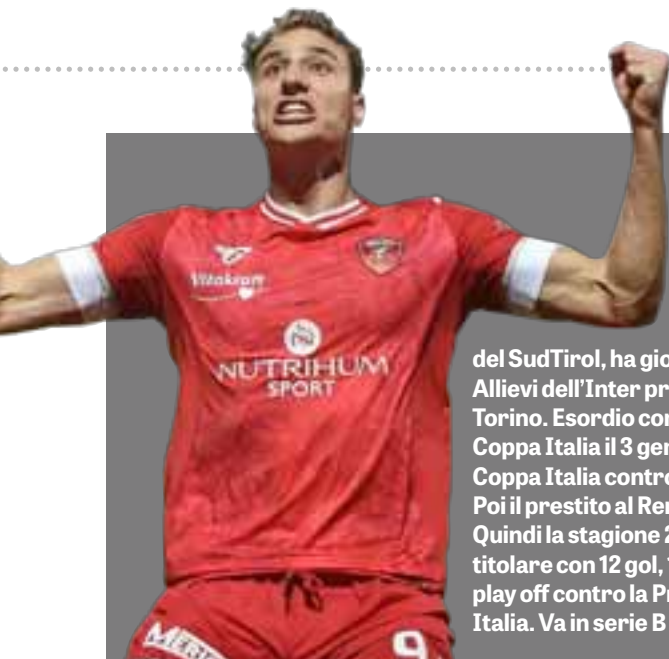 Vitakraft
NUTRIHUM
SPORT
9
del SudTirol, ha gio
Allievi dell'Inter pr
Torino. Esordio con
Coppa Italia il 3 gen
Coppa Italia contro
Poi il prestito al Ren
Quindi la stagione 2
titolare con 12 gol,
play off contro la Pr
Italia. Va in serie B